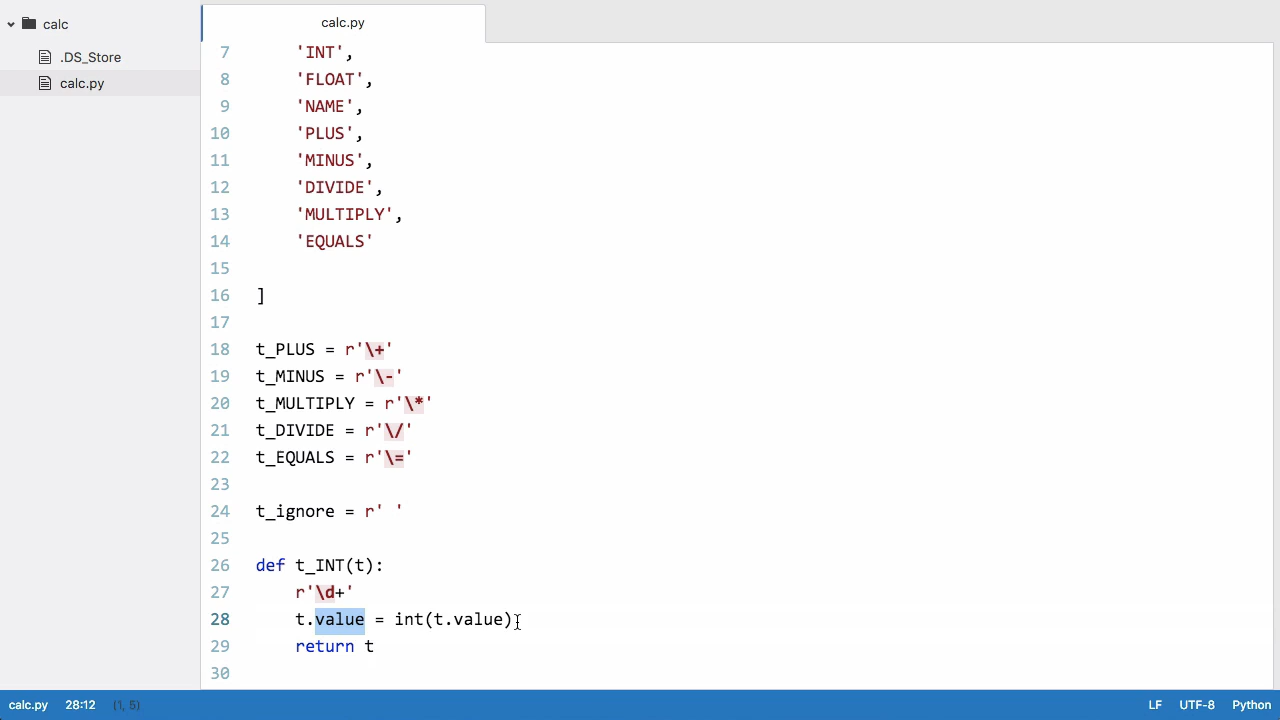 calc
.DS_Store
calc.py
calc.py
7 'INT',
8 'FLOAT',
9 'NAME',
10 'PLUS',
11 'MINUS',
12 'DIVIDE',
13 'MULTIPLY',
14 'EQUALS'
15
16 ]
17
18 t_PLUS = r'\+'
19 t_MINUS = r'\-'
20 t_MULTIPLY = r'\*'
21 t_DIVIDE = r'\/'
22 t_EQUALS = r'\='
23
24 t_ignore = r' '
25
26 def t_INT(t):
27 r'\d+'
28 t.value = int(t.value)
29 return t
30
calc.py 28:12 (1, 5) LF UTF-8 Python